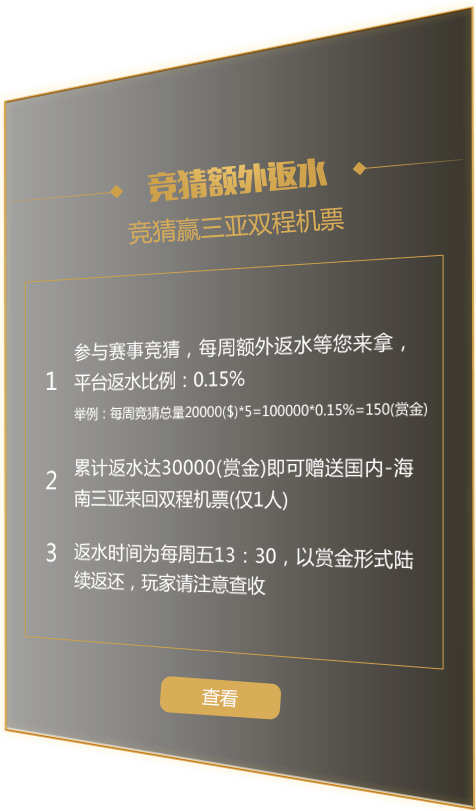 竞猜额外返水
竞猜赢三亚双程机票
1 参与赛事竞猜，每周额外返水等您来拿，
平台返水比例：0.15%
举例：每周竞猜总量20000($)*5=100000*0.15%=150(赏金)
2 累计返水达30000(赏金)即可赠送国内-海
南三亚来回双程机票(仅1人)
3 返水时间为每周五13：30，以赏金形式陆
续返还，玩家请注意查收
查看